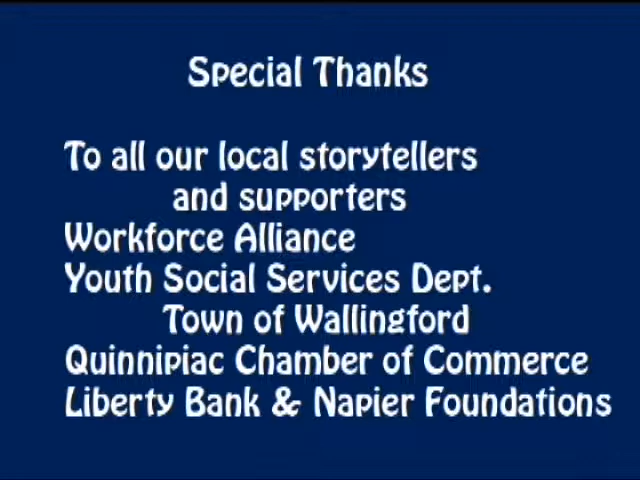 Special Thanks
To all our local storytellers
and supporters
Workforce Alliance
Youth Social Services Dept.
Town of Wallingford
Quinnipiac Chamber of Commerce
Liberty Bank & Napier Foundations